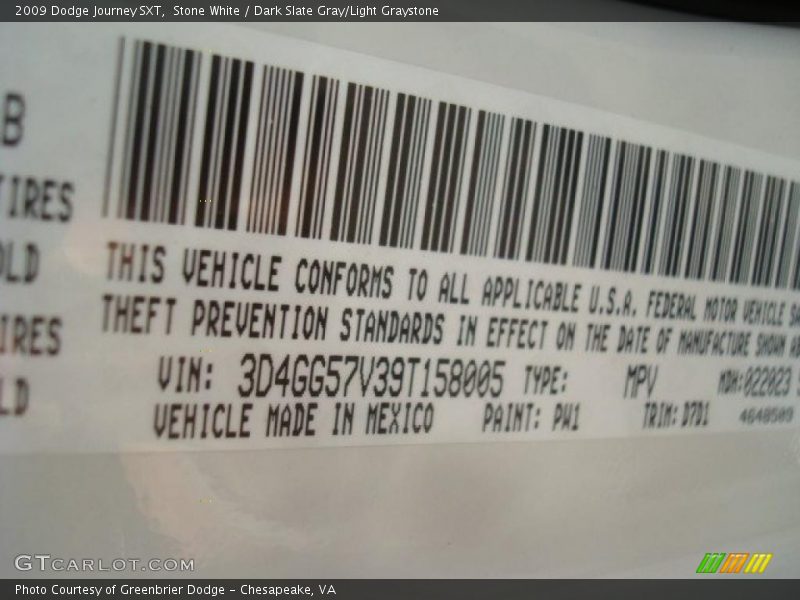 2009 Dodge Journey SXT, Stone White / Dark Slate Gray/Light Graystone
B
TIRES
OLD
IRES
LD
THIS VEHICLE CONFORMS TO ALL APPLICABLE U.S.A. FEDERAL MOTOR VEHICLE SA
THEFT PREVENTION STANDARDS IN EFFECT ON THE DATE OF MANUFACTURE SHOWN AB
VIN: 3D4GG57V39T158005 TYPE: MPV MDH:022023
VEHICLE MADE IN MEXICO PAINT: PW1 TRIM: D7D1 4648509
GTCARLOT.COM
Photo Courtesy of Greenbrier Dodge - Chesapeake, VA